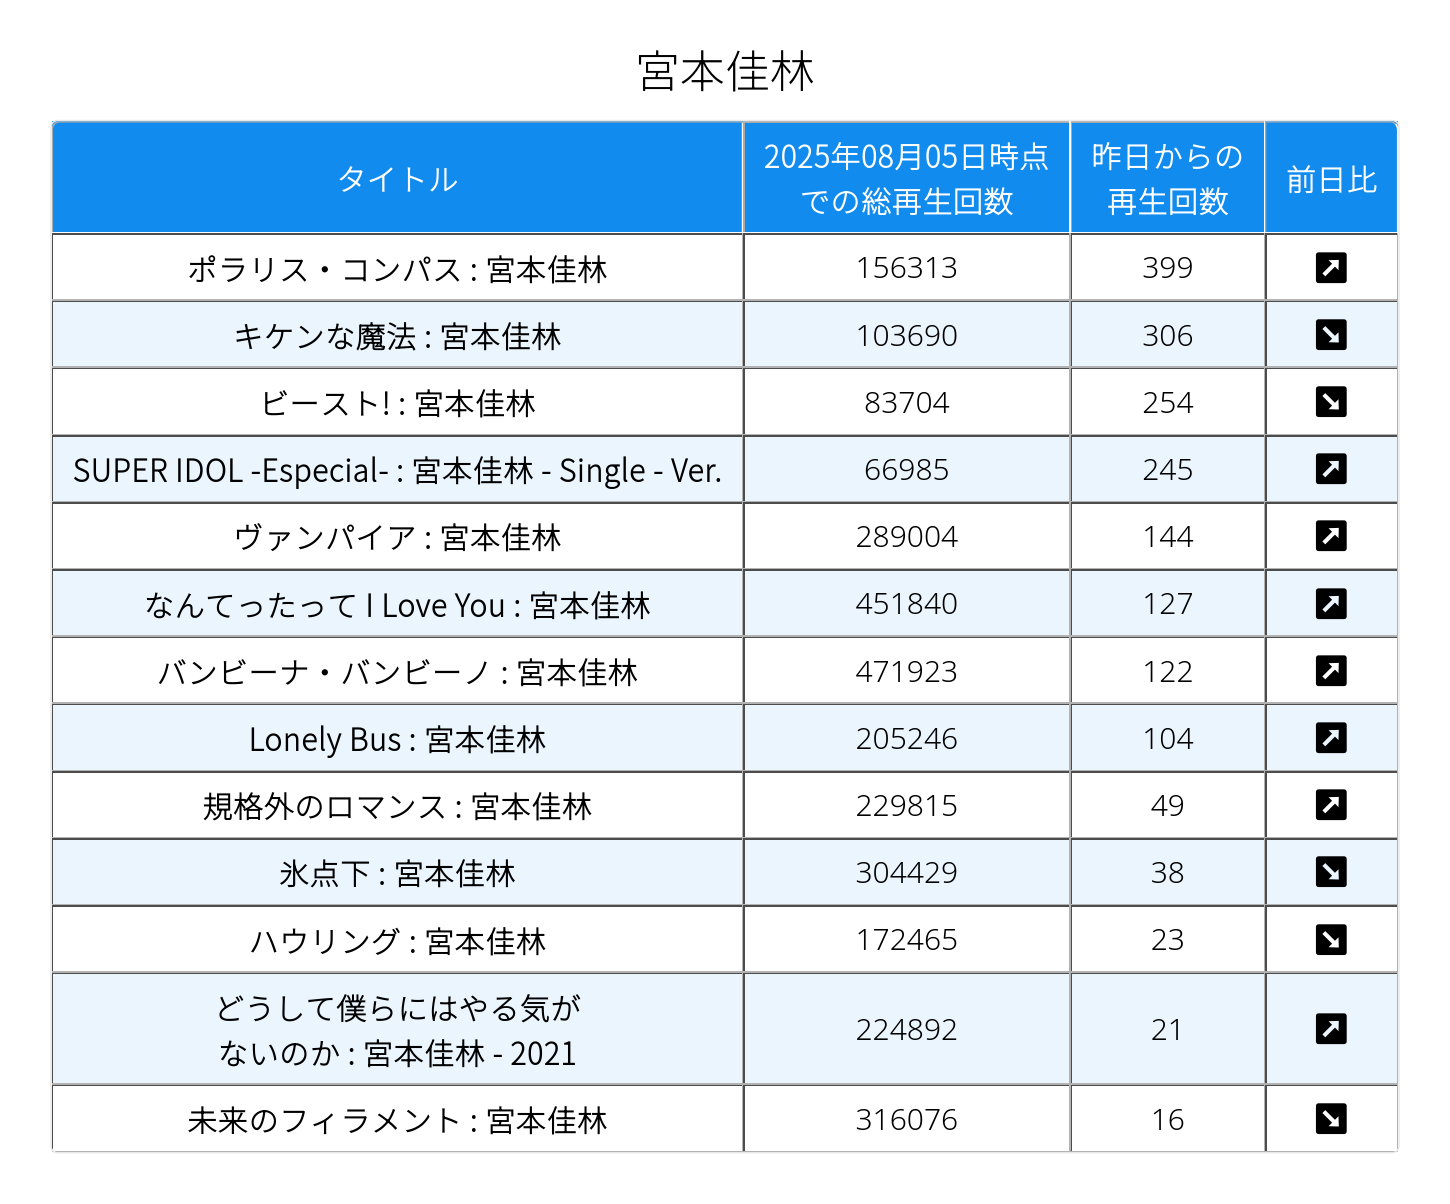 宮本佳林
タイトル
2025年08月05日時点
での総再生回数
昨日からの
再生回数
前日比
ポラリス・コンパス : 宮本佳林 156313 399
キケンな魔法 : 宮本佳林 103690 306
ビースト! : 宮本佳林 83704 254
SUPER IDOL -Especial- : 宮本佳林 - Single - Ver. 66985 245
ヴァンパイア : 宮本佳林 289004 144
なんてったって I Love You : 宮本佳林 451840 127
バンビーナ・バンビーノ : 宮本佳林 471923 122
Lonely Bus : 宮本佳林 205246 104
規格外のロマンス : 宮本佳林 229815 49
氷点下 : 宮本佳林 304429 38
ハウリング : 宮本佳林 172465 23
どうして僕らにはやる気が
ないのか : 宮本佳林 - 2021
224892 21
未来のフィラメント : 宮本佳林 316076 16